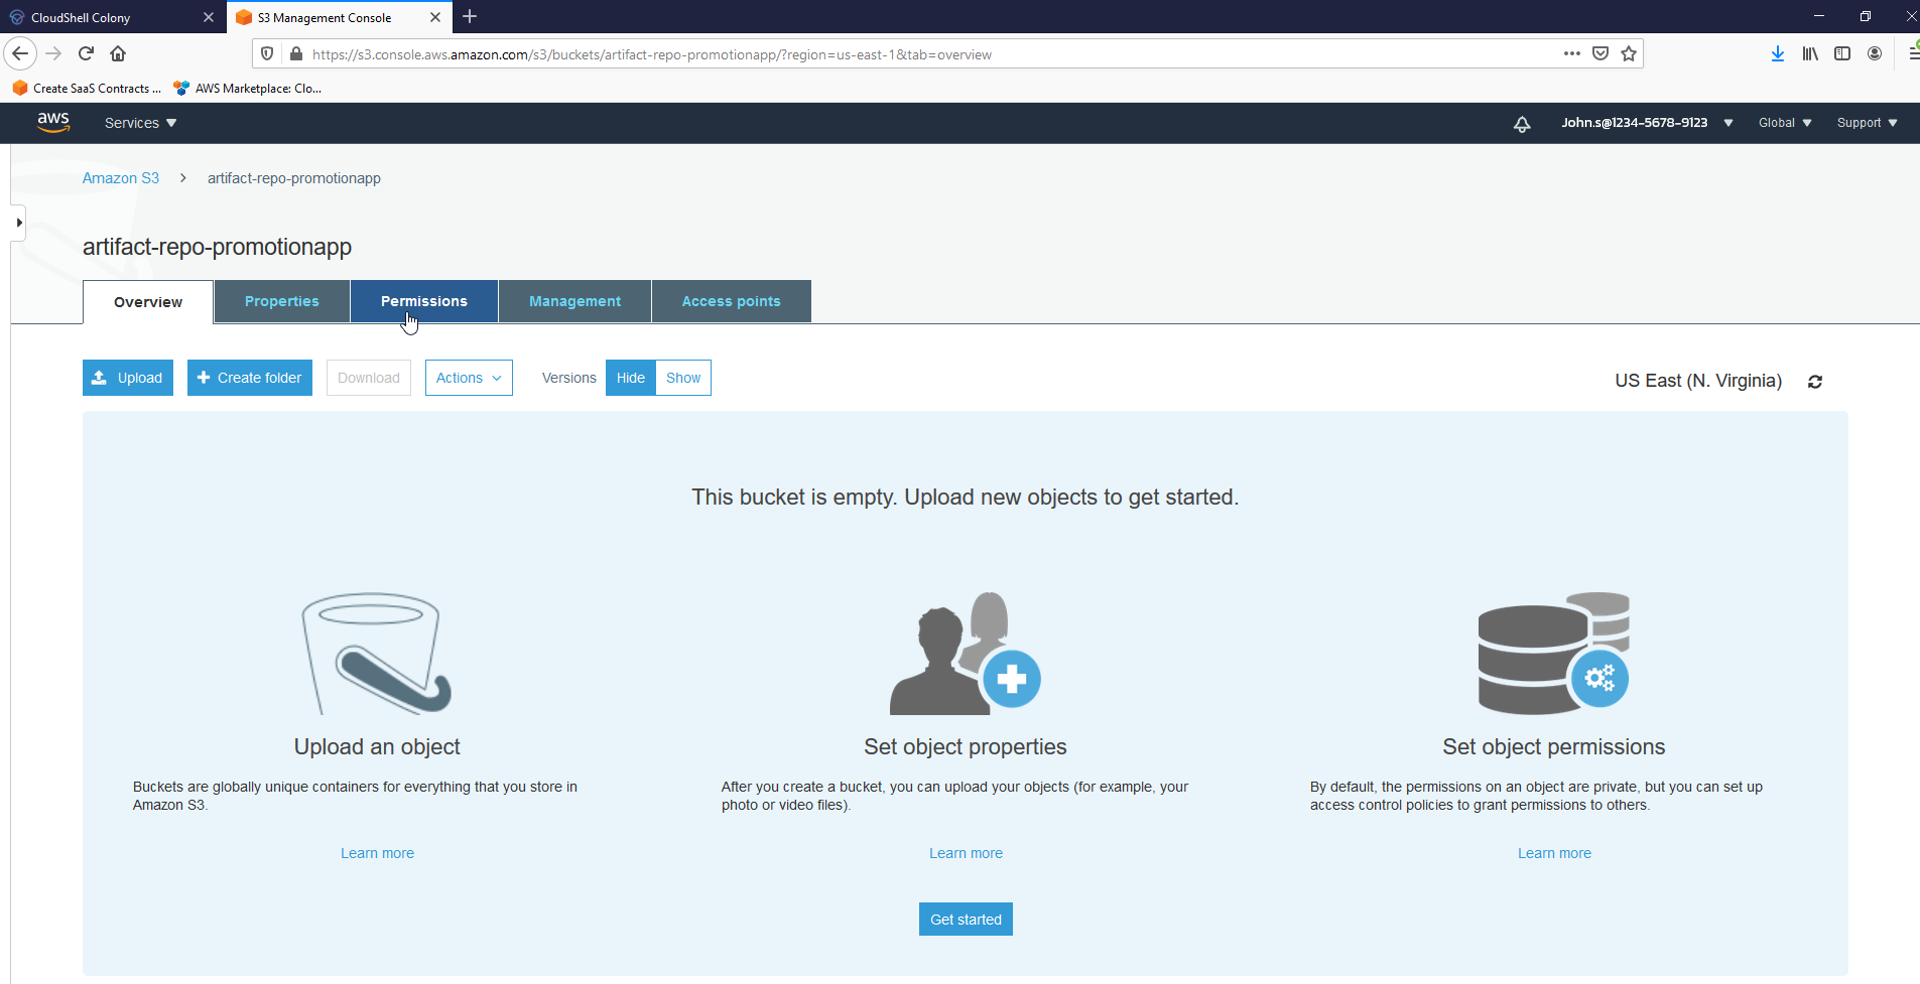 CloudShell Colony
S3 Management Console
https://s3.console.aws.amazon.com/s3/buckets/artifact-repo-promotionapp/?region=us-east-1&tab=overview
Create SaaS Contracts ...
AWS Marketplace: Clo...
aws
Services
John.s@1234-5678-9123
Global
Support
Amazon S3 > artifact-repo-promotionapp
artifact-repo-promotionapp
Overview
Properties
Permissions
Management
Access points
Upload
Create folder
Download
Actions
Versions
Hide
Show
US East (N. Virginia)
This bucket is empty. Upload new objects to get started.
Upload an object
Buckets are globally unique containers for everything that you store in
Amazon S3.
Learn more
Set object properties
After you create a bucket, you can upload your objects (for example, your
photo or video files).
Learn more
Set object permissions
By default, the permissions on an object are private, but you can set up
access control policies to grant permissions to others.
Learn more
Get started